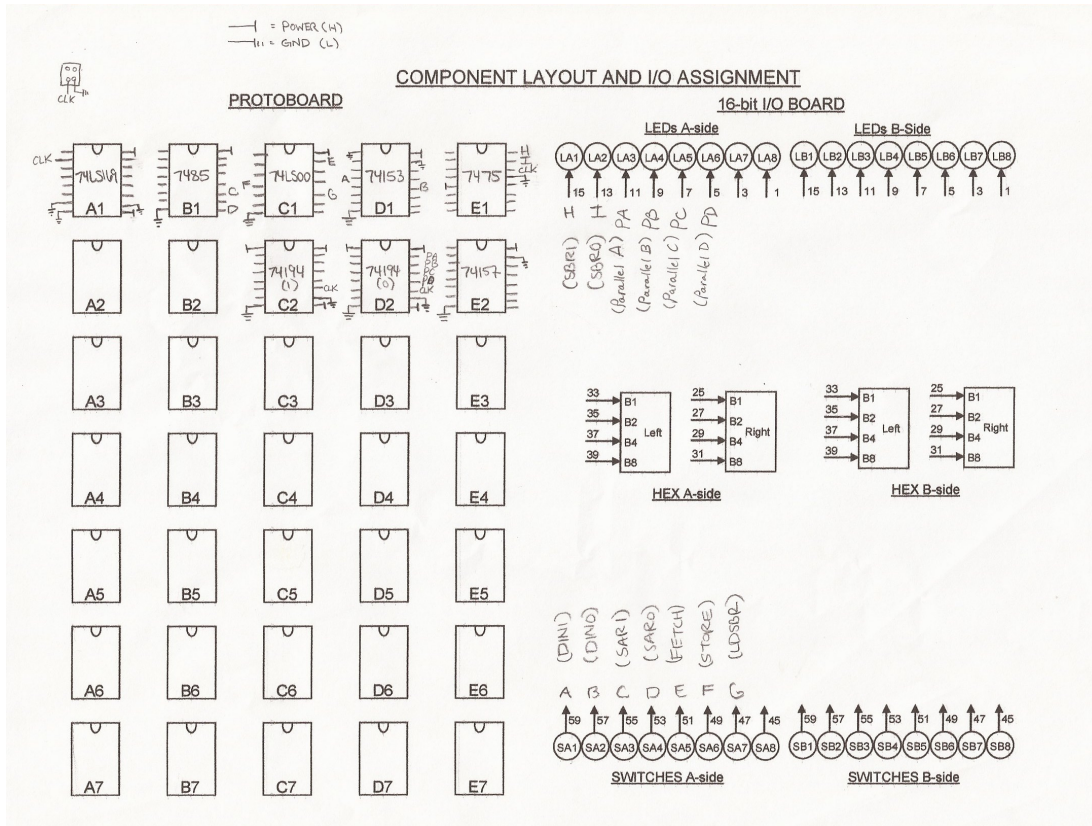 = POWER (H)
= GND (L)
CLK
COMPONENT LAYOUT AND I/O ASSIGNMENT
PROTOBOARD
16-bit I/O BOARD
LEDs A-side
LEDs B-Side
LA1 LA2 LA3 LA4 LA5 LA6 LA7 LA8
LB1 LB2 LB3 LB4 LB5 LB6 LB7 LB8
15 13 11 9 7 5 3 1
15 13 11 9 7 5 3 1
H I PA PB PC PD
(SBR1) (SBR0) (Parallel A) (Parallel B) (Parallel C) (Parallel D)
CLK 74LS169 A1
7485 C D B1
F 74LS00 E G C1
A 74153 B D1
7475 H I CLK E1
A2
B2
74194 (1) CLK C2
74194 (0) PA PB PC PD CLK D2
74157 E2
A3 B3 C3 D3 E3
33 B1
35 B2
37 B4
39 B8
Left
25 B1
27 B2
29 B4
31 B8
Right
HEX A-side
33 B1
35 B2
37 B4
39 B8
Left
25 B1
27 B2
29 B4
31 B8
Right
HEX B-side
A4 B4 C4 D4 E4
A5 B5 C5 D5 E5
A6 B6 C6 D6 E6
A7 B7 C7 D7 E7
(DIN1) (DIN0) (SAR1) (SAR0) (FETCH) (STORE) (LDSBR)
A B C D E F G
59 57 55 53 51 49 47 45
59 57 55 53 51 49 47 45
SA1 SA2 SA3 SA4 SA5 SA6 SA7 SA8
SB1 SB2 SB3 SB4 SB5 SB6 SB7 SB8
SWITCHES A-side
SWITCHES B-side